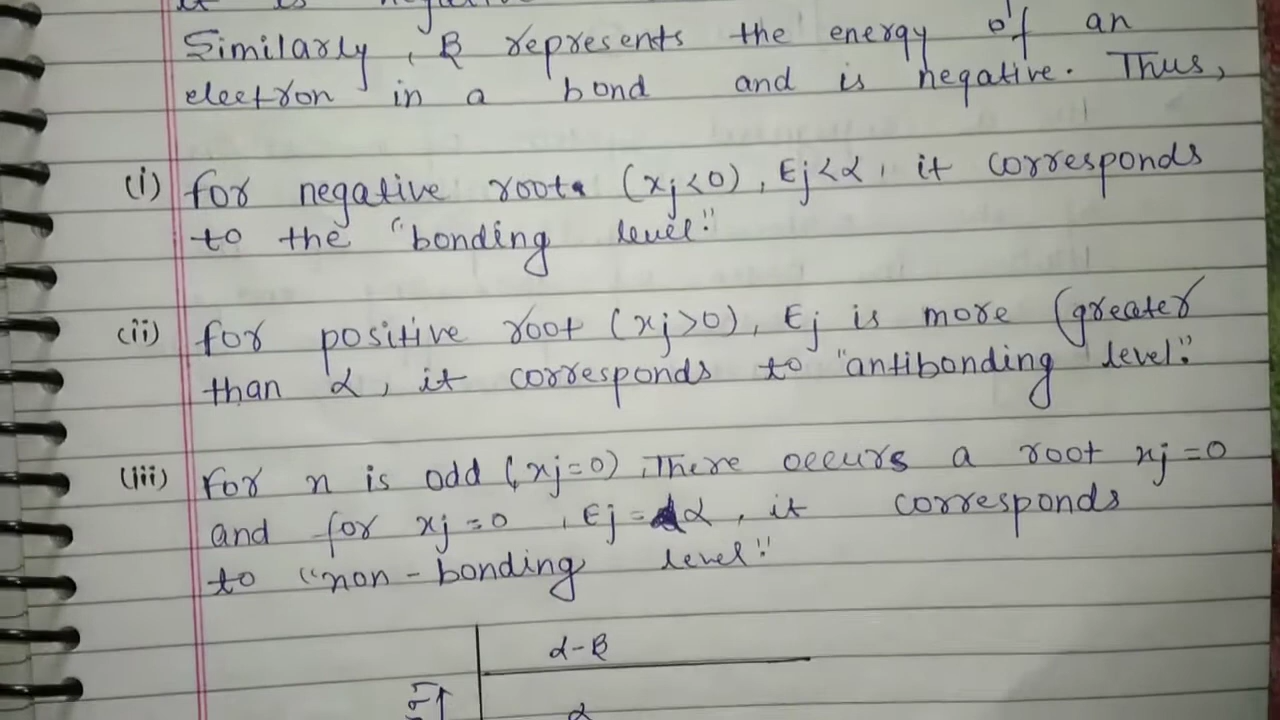 it is
Similarly, β represents the energy of an
electron in a bond and is negative. Thus,
(i) for negative root (xj<0), Ej<α, it corresponds
to the "bonding level".
(ii) for positive root (xj>0), Ej is more (greater
than α, it corresponds to "antibonding level".
(iii) for n is odd (xj=0), There occurs a root xj=0
and for xj=0, Ej=α, it corresponds
to "non-bonding level"
α-β
α